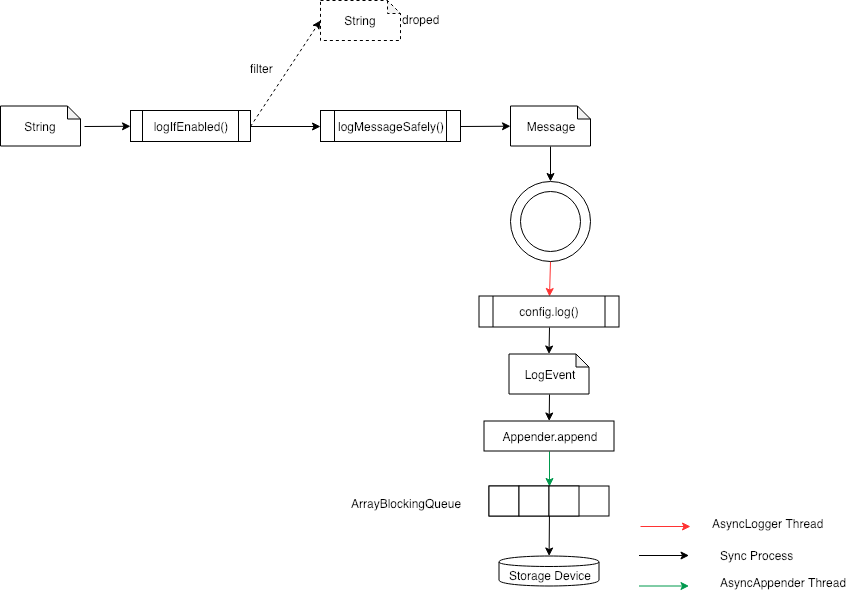 String
droped
filter
String
logIfEnabled()
logMessageSafely()
Message
config.log()
LogEvent
Appender.append
ArrayBlockingQueue
AsyncLogger Thread
Sync Process
Storage Device
AsyncAppender Thread